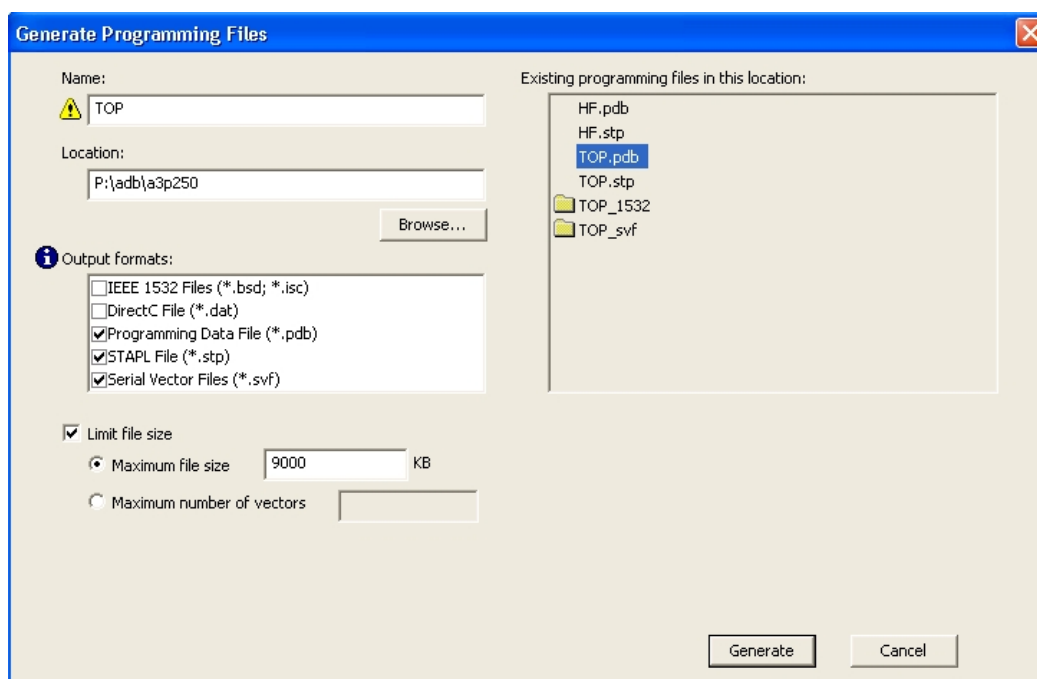 Generate Programming Files
Name:
TOP
Location:
P:\adb\a3p250
Browse...
Output formats:
IEEE 1532 Files (*.bsd; *.isc)
DirectC File (*.dat)
Programming Data File (*.pdb)
STAPL File (*.stp)
Serial Vector Files (*.svf)
Limit file size
Maximum file size 9000 KB
Maximum number of vectors
Existing programming files in this location:
HF.pdb
HF.stp
TOP.pdb
TOP.stp
TOP_1532
TOP_svf
Generate Cancel